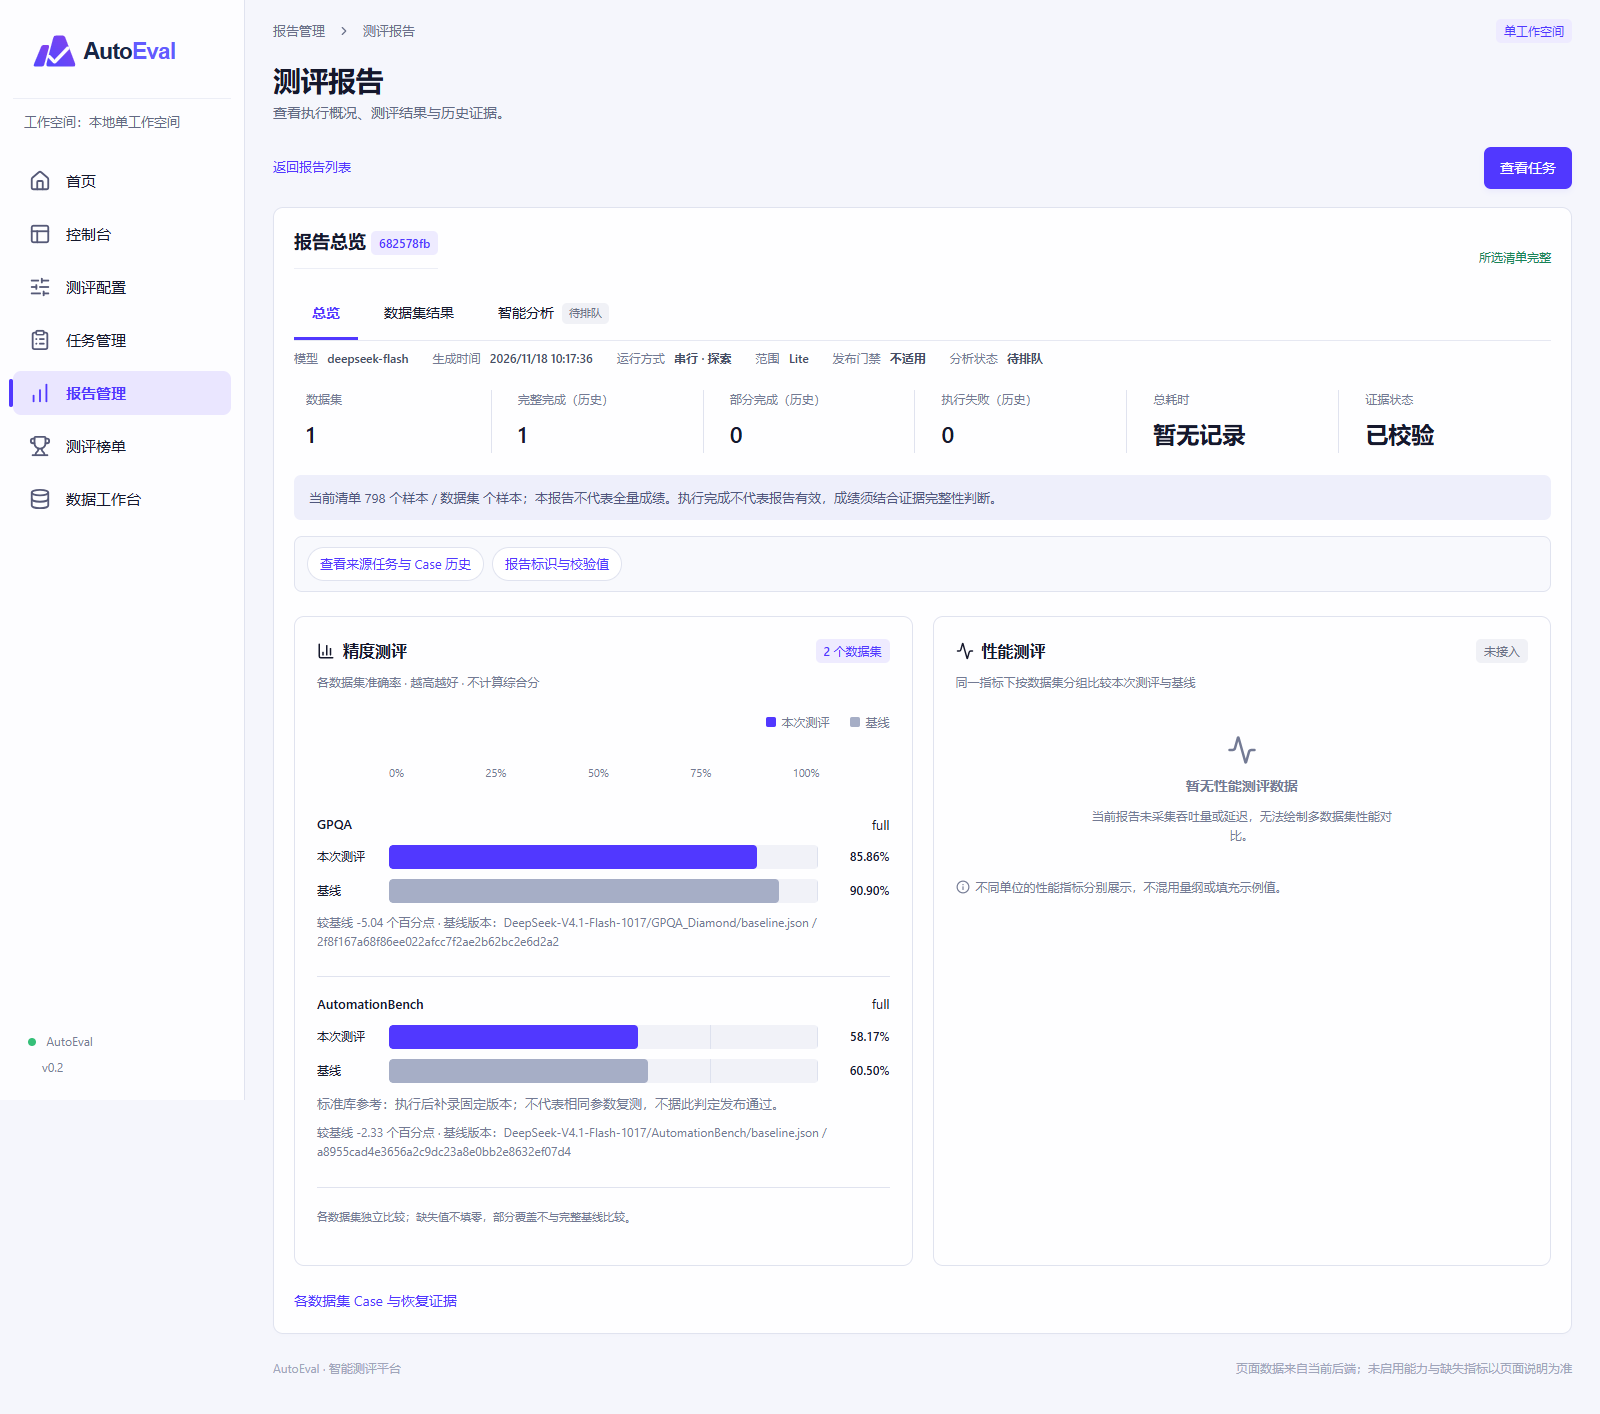 AutoEval
工作空间：本地单工作空间
首页
控制台
测评配置
任务管理
报告管理
测评榜单
数据工作台
AutoEval
v0.2
报告管理 > 测评报告
单工作空间
测评报告
查看执行概况、测评结果与历史证据。
返回报告列表
查看任务
报告总览 682578fb
所选清单完整
总览 数据集结果 智能分析 待排队
模型 deepseek-flash 生成时间 2026/11/18 10:17:36 运行方式 串行 · 探索 范围 Lite 发布门禁 不适用 分析状态 待排队
数据集 完整完成（历史） 部分完成（历史） 执行失败（历史） 总耗时 证据状态
1 1 0 0 暂无记录 已校验
当前清单 798 个样本 / 数据集 个样本；本报告不代表全量成绩。执行完成不代表报告有效，成绩须结合证据完整性判断。
查看来源任务与 Case 历史 报告标识与校验值
精度测评 2 个数据集
各数据集准确率 · 越高越好 · 不计算综合分
本次测评 基线
0% 25% 50% 75% 100%
GPQA full
本次测评 85.86%
基线 90.90%
较基线 -5.04 个百分点 · 基线版本：DeepSeek-V4.1-Flash-1017/GPQA_Diamond/baseline.json /
2f8f167a68f86ee022afcc7f2ae2b62bc2e6d2a2
AutomationBench full
本次测评 58.17%
基线 60.50%
标准库参考：执行后补录固定版本；不代表相同参数复测，不据此判定发布通过。
较基线 -2.33 个百分点 · 基线版本：DeepSeek-V4.1-Flash-1017/AutomationBench/baseline.json /
a8955cad4e3656a2c9dc23a8e0bb2e8632ef07d4
各数据集独立比较；缺失值不填零，部分覆盖不与完整基线比较。
性能测评 未接入
同一指标下按数据集分组比较本次测评与基线
暂无性能测评数据
当前报告未采集吞吐量或延迟，无法绘制多数据集性能对
比。
不同单位的性能指标分别展示，不混用量纲或填充示例值。
各数据集 Case 与恢复证据
AutoEval · 智能测评平台
页面数据来自当前后端；未启用能力与缺失指标以页面说明为准